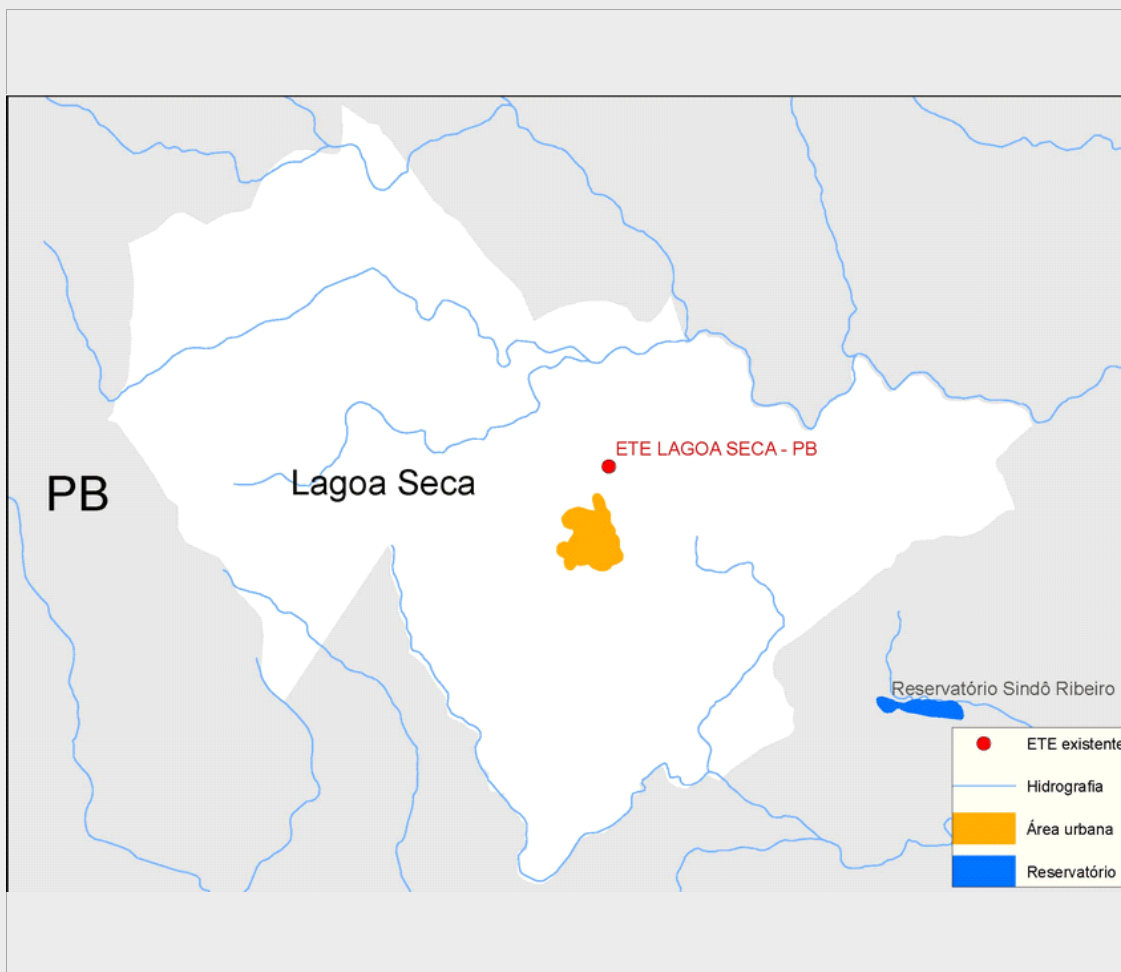 ETE LAGOA SECA - PB
PB
Lagoa Seca
Reservatório Sindô Ribeiro
ETE existente
Hidrografia
Área urbana
Reservatório